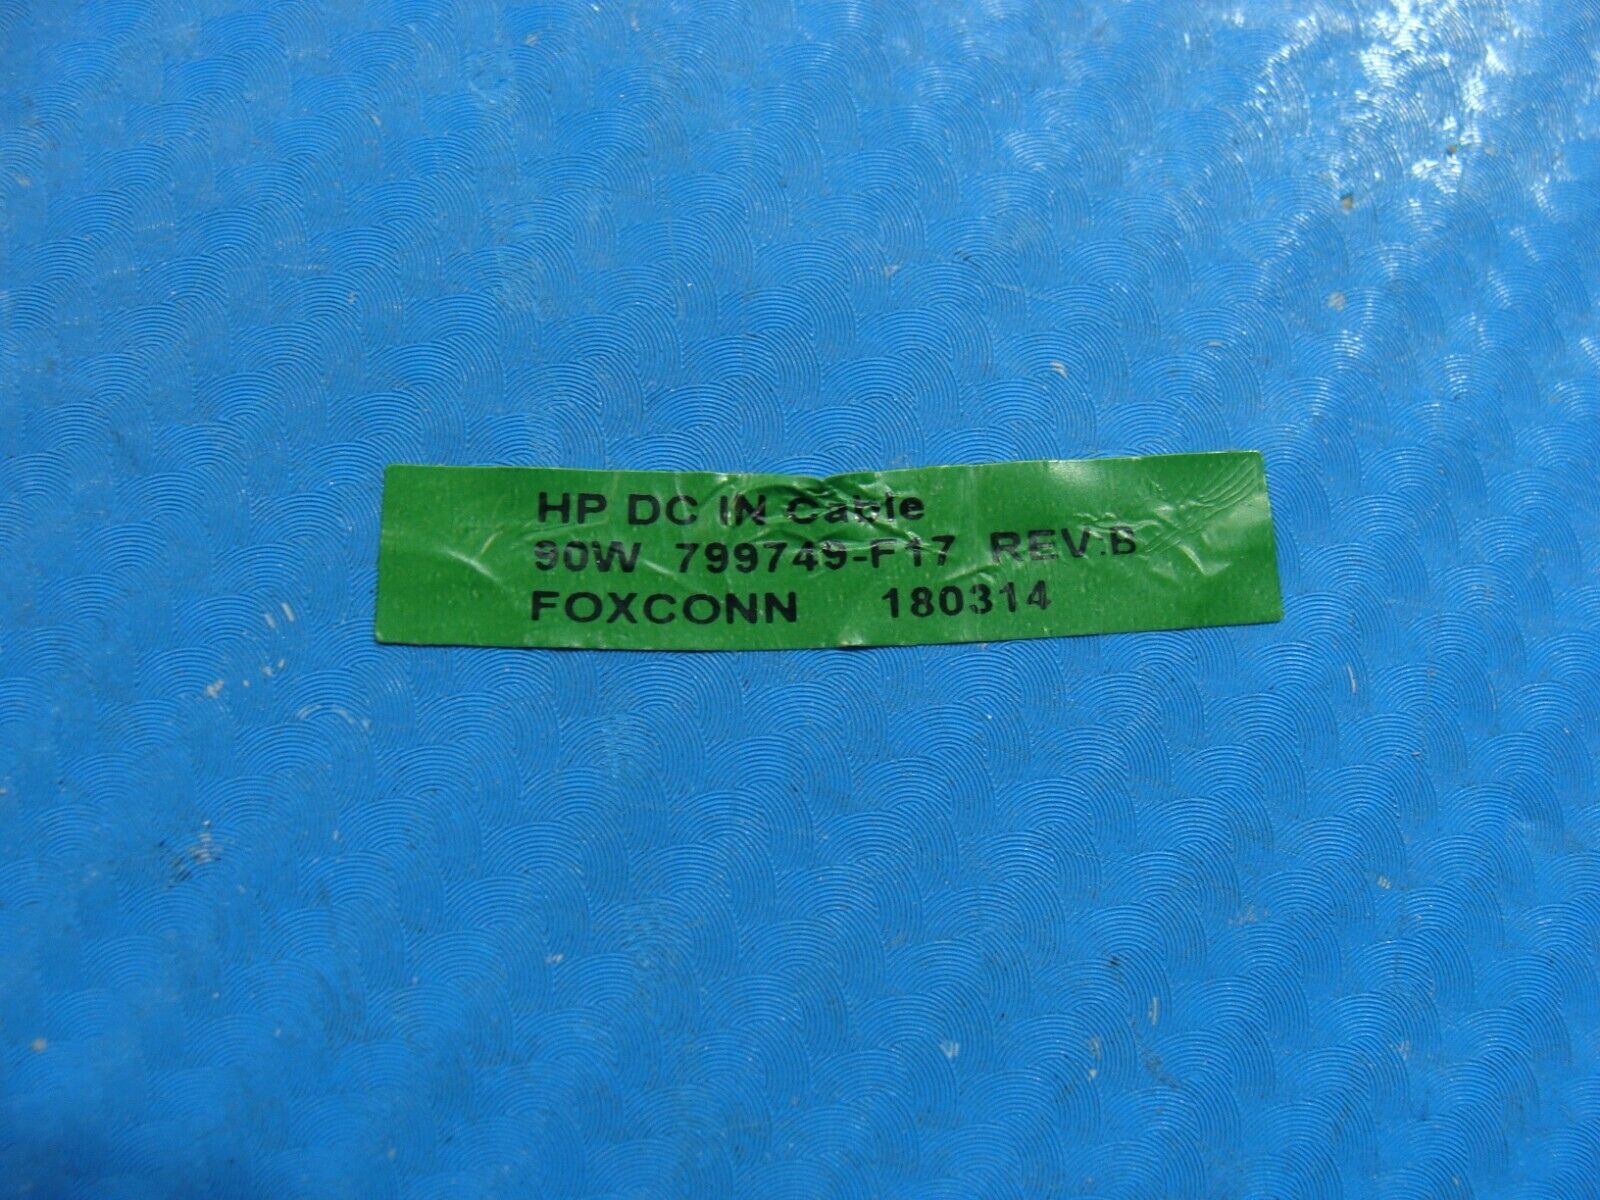 HP DC IN Cable
90W 799749-F17 REV:B
FOXCONN 180314